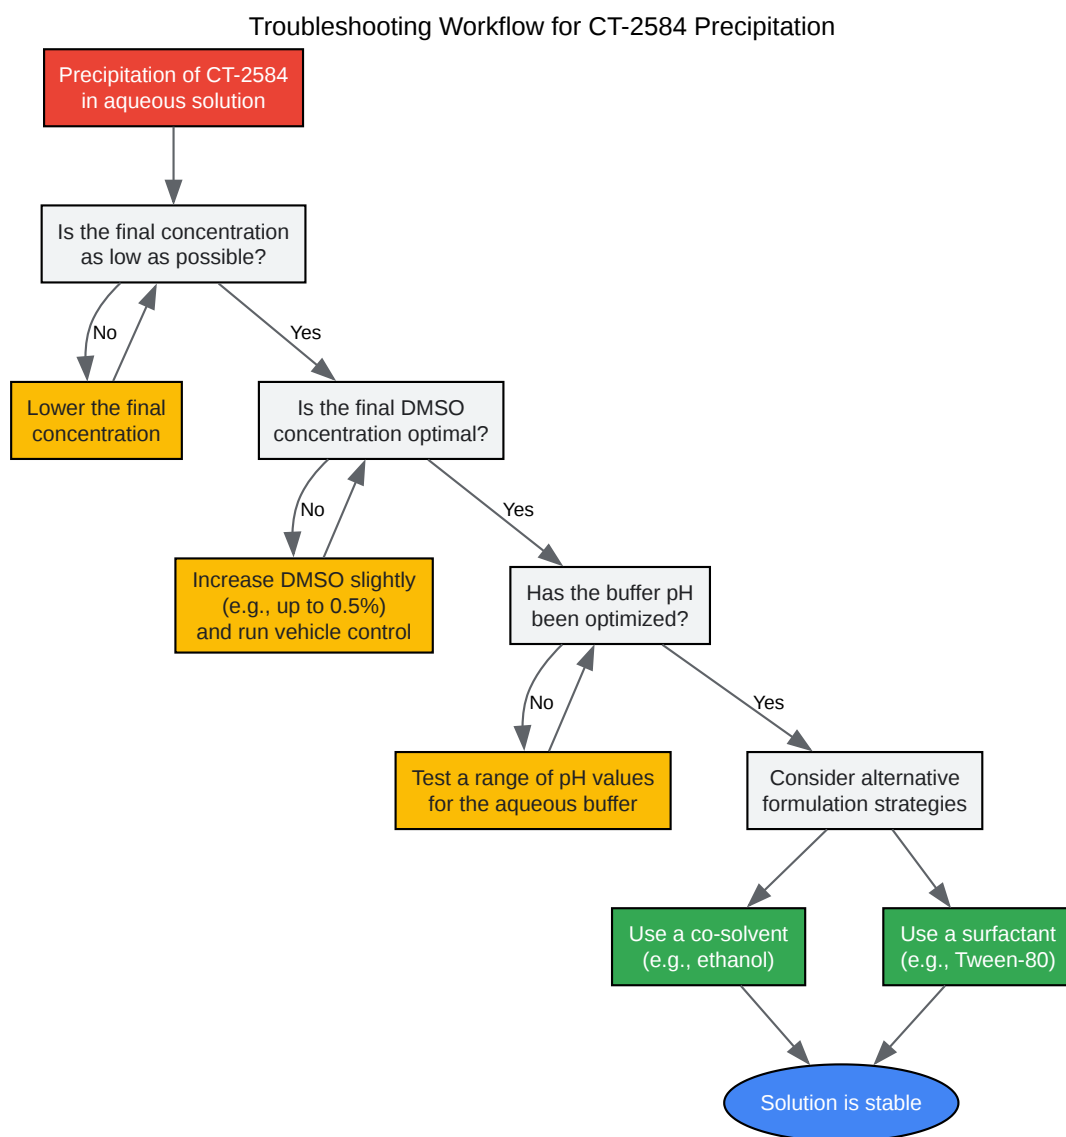 Troubleshooting Workflow for CT-2584 Precipitation
Precipitation of CT-2584
in aqueous solution
Is the final concentration
as low as possible?
No
Yes
Lower the final
concentration
Is the final DMSO
concentration optimal?
No
Yes
Increase DMSO slightly
(e.g., up to 0.5%)
and run vehicle control
Has the buffer pH
been optimized?
No
Yes
Test a range of pH values
for the aqueous buffer
Consider alternative
formulation strategies
Use a co-solvent
(e.g., ethanol)
Use a surfactant
(e.g., Tween-80)
Solution is stable